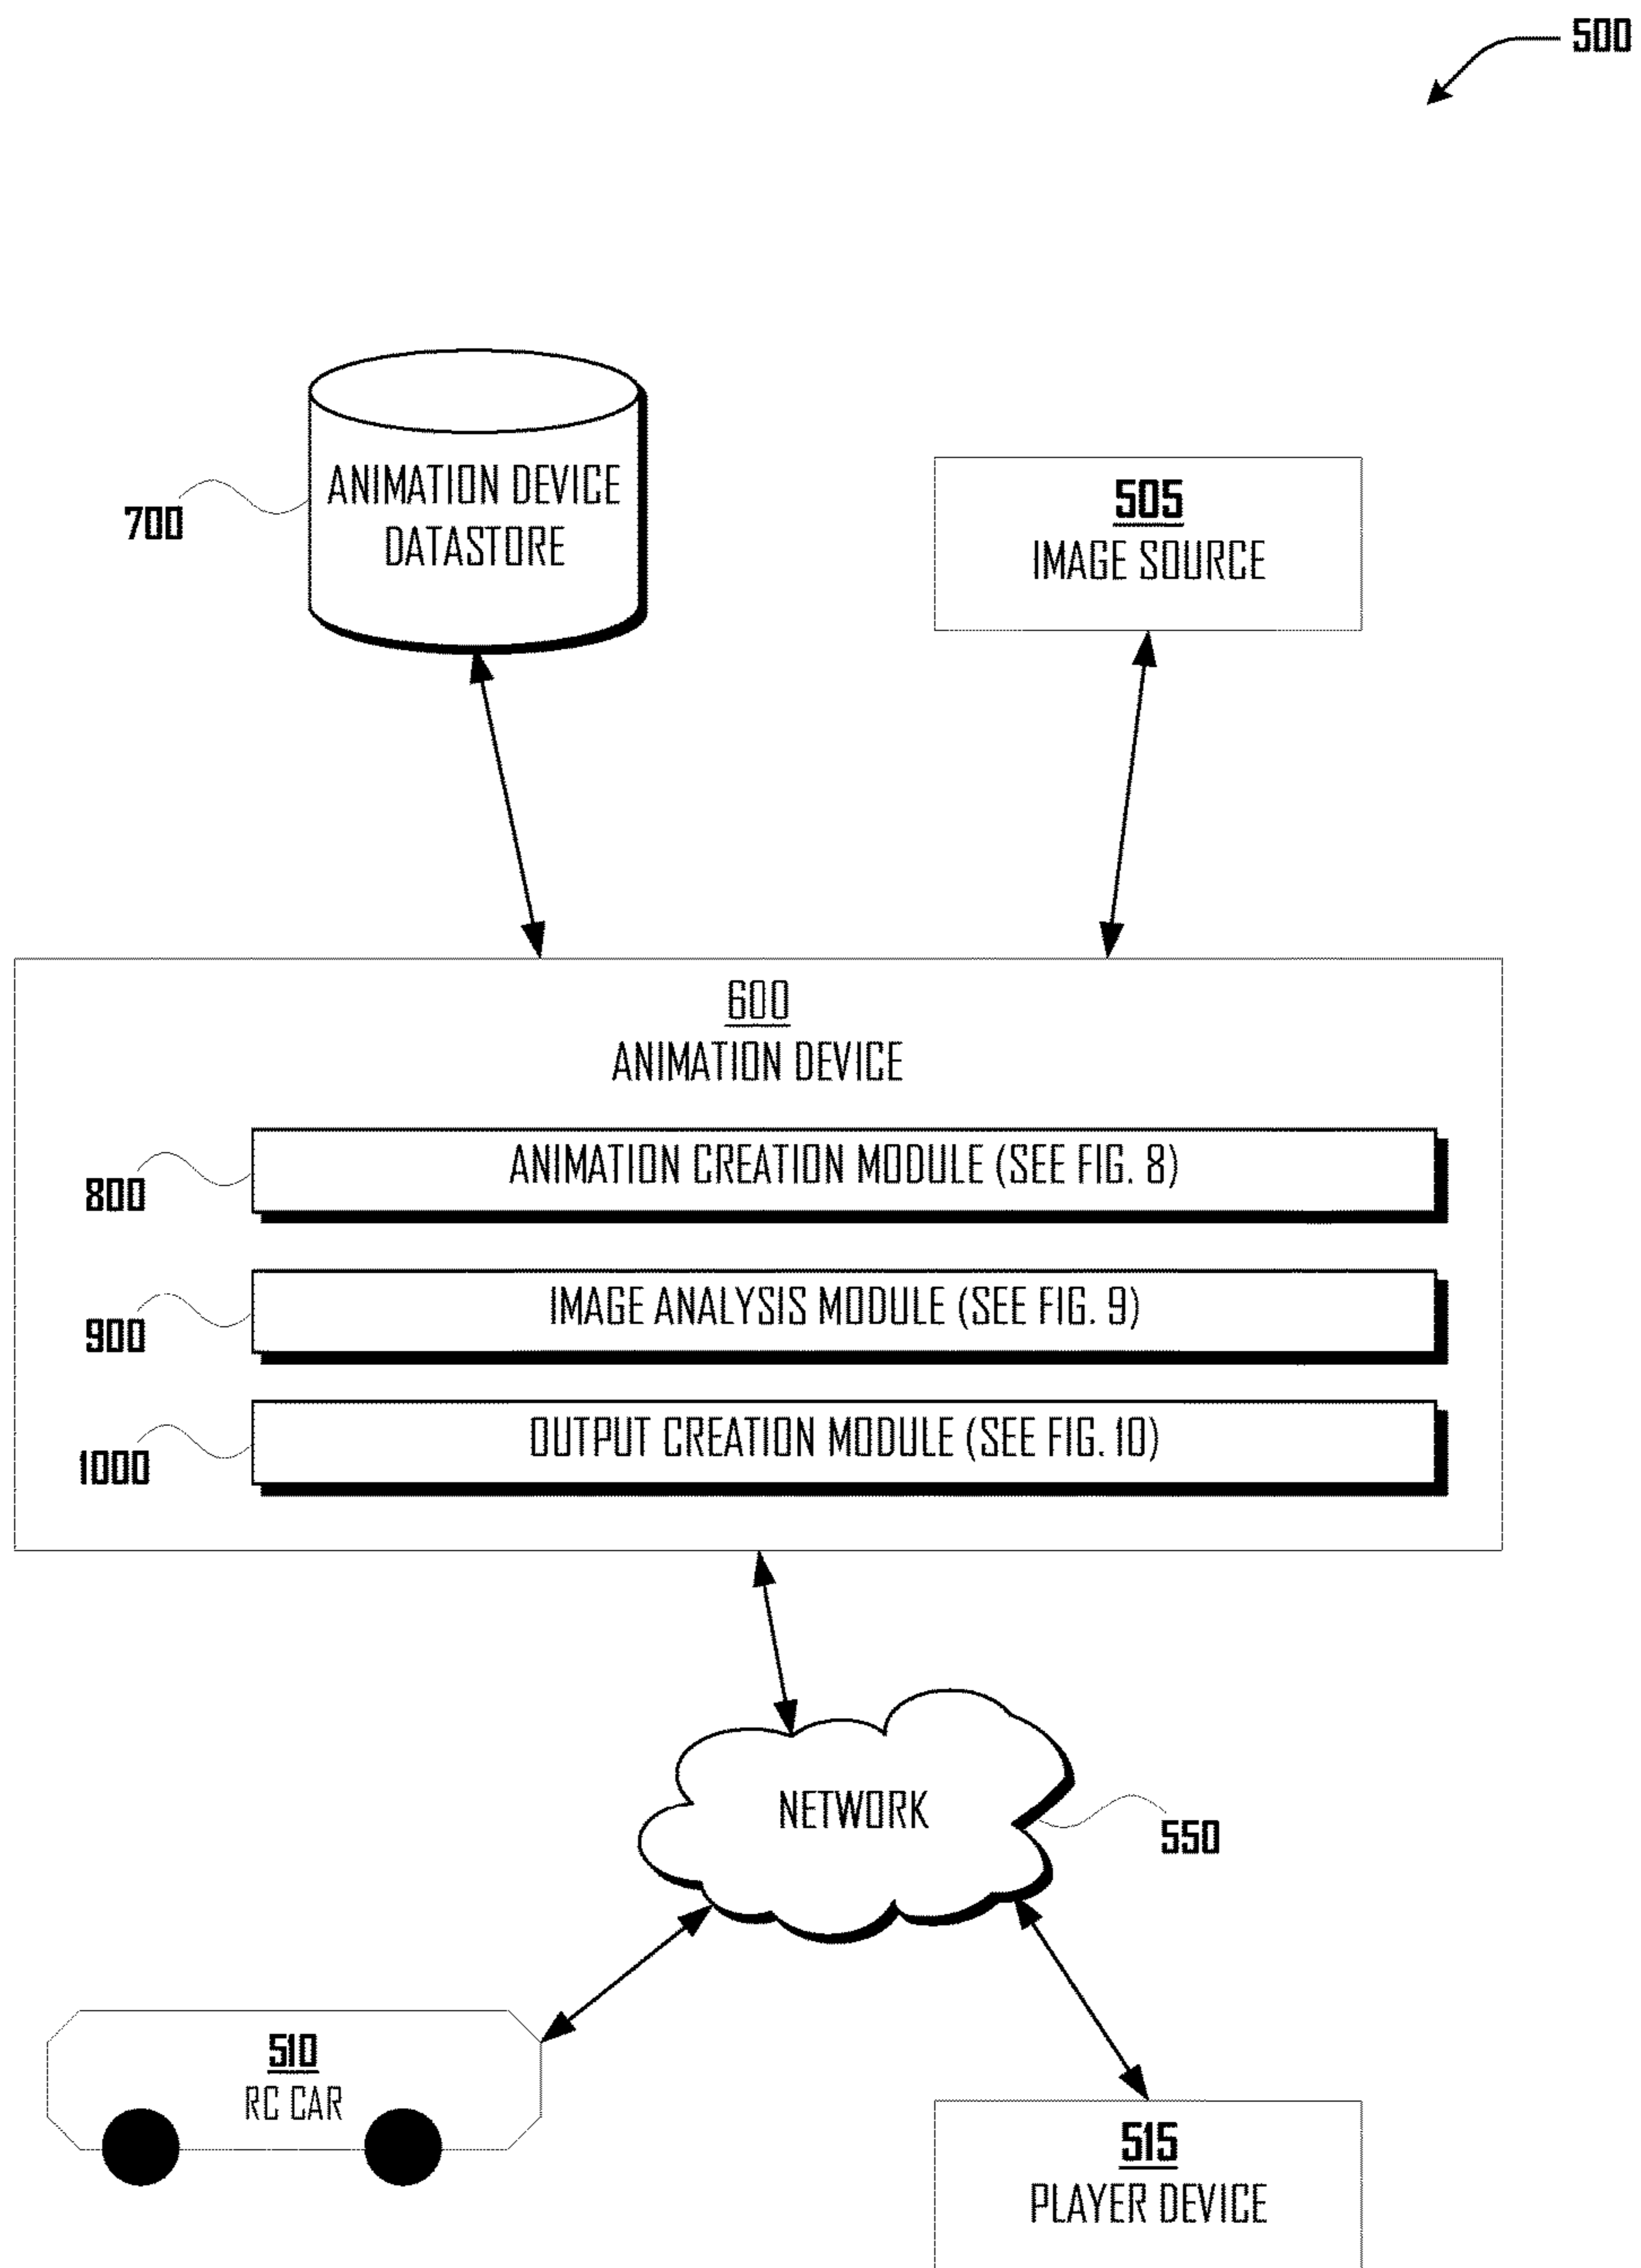 500
ANIMATION DEVICE
DATASTORE
700
505
IMAGE SOURCE
600
ANIMATION DEVICE
800
ANIMATION CREATION MODULE (SEE FIG. 8)
900
IMAGE ANALYSIS MODULE (SEE FIG. 9)
1000
OUTPUT CREATION MODULE (SEE FIG. 10)
NETWORK
550
510
RC CAR
515
PLAYER DEVICE